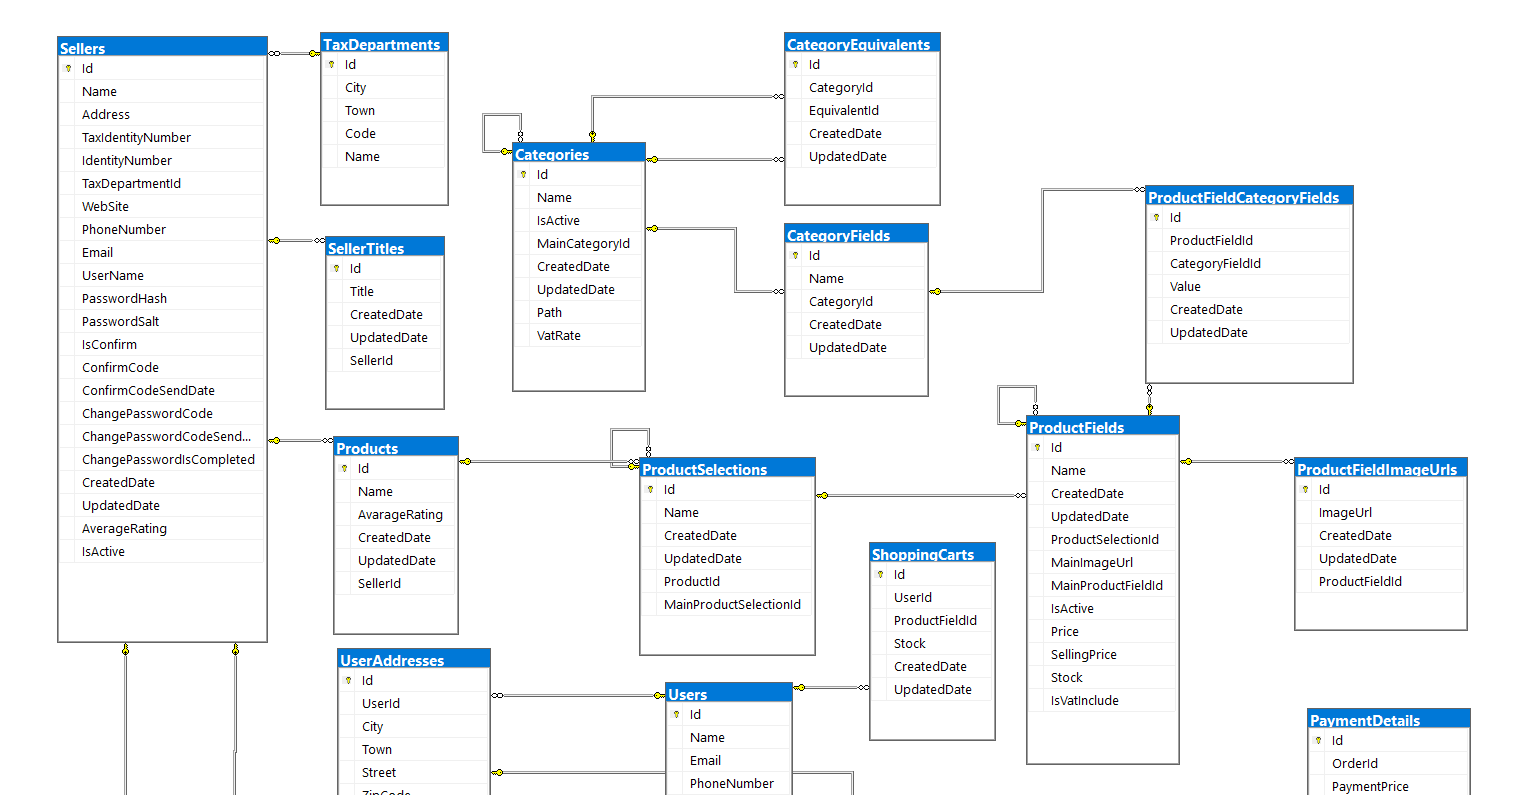 Sellers
Id
Name
Address
TaxIdentityNumber
IdentityNumber
TaxDepartmentId
WebSite
PhoneNumber
Email
UserName
PasswordHash
PasswordSalt
IsConfirm
ConfirmCode
ConfirmCodeSendDate
ChangePasswordCode
ChangePasswordCodeSend...
ChangePasswordIsCompleted
CreatedDate
UpdatedDate
AverageRating
IsActive
TaxDepartments
Id
City
Town
Code
Name
SellerTitles
Id
Title
CreatedDate
UpdatedDate
SellerId
Products
Id
Name
AvarageRating
CreatedDate
UpdatedDate
SellerId
UserAddresses
Id
UserId
City
Town
Street
ZipCode
Categories
Id
Name
IsActive
MainCategoryId
CreatedDate
UpdatedDate
Path
VatRate
ProductSelections
Id
Name
CreatedDate
UpdatedDate
ProductId
MainProductSelectionId
Users
Id
Name
Email
PhoneNumber
CategoryEquivalents
Id
CategoryId
EquivalentId
CreatedDate
UpdatedDate
CategoryFields
Id
Name
CategoryId
CreatedDate
UpdatedDate
ShoppingCarts
Id
UserId
ProductFieldId
Stock
CreatedDate
UpdatedDate
ProductFieldCategoryFields
Id
ProductFieldId
CategoryFieldId
Value
CreatedDate
UpdatedDate
ProductFields
Id
Name
CreatedDate
UpdatedDate
ProductSelectionId
MainImageUrl
MainProductFieldId
IsActive
Price
SellingPrice
Stock
IsVatInclude
ProductFieldImageUrls
Id
ImageUrl
CreatedDate
UpdatedDate
ProductFieldId
PaymentDetails
Id
OrderId
PaymentPrice